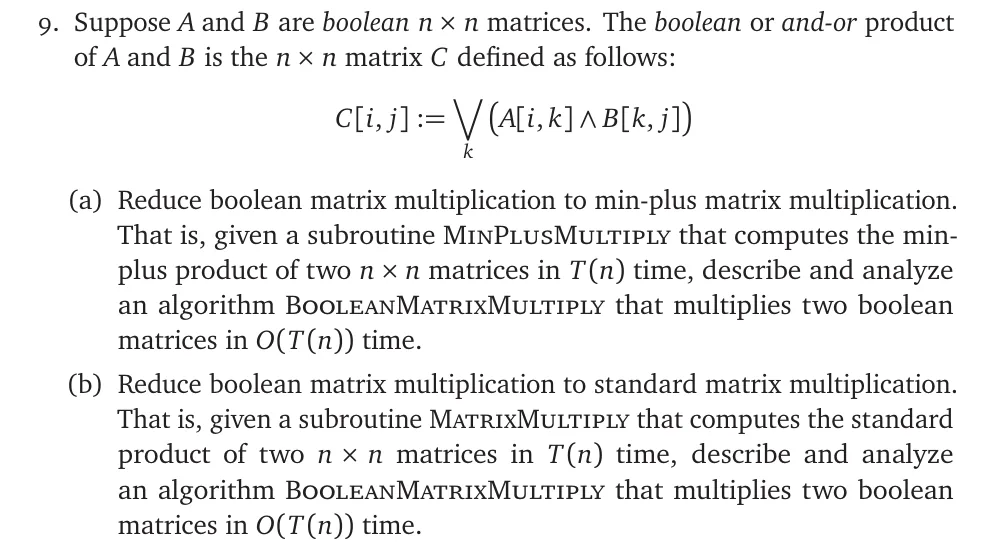 9. Suppose A and B are boolean n × n matrices. The boolean or and-or product
of A and B is the n × n matrix C defined as follows:
C[i, j] := ⋁ (A[i, k] ∧ B[k, j])
k
(a) Reduce boolean matrix multiplication to min-plus matrix multiplication.
That is, given a subroutine MINPLUSMULTIPLY that computes the min-
plus product of two n × n matrices in T(n) time, describe and analyze
an algorithm BOOLEANMATRIXMULTIPLY that multiplies two boolean
matrices in O(T(n)) time.
(b) Reduce boolean matrix multiplication to standard matrix multiplication.
That is, given a subroutine MATRIXMULTIPLY that computes the standard
product of two n × n matrices in T(n) time, describe and analyze
an algorithm BOOLEANMATRIXMULTIPLY that multiplies two boolean
matrices in O(T(n)) time.